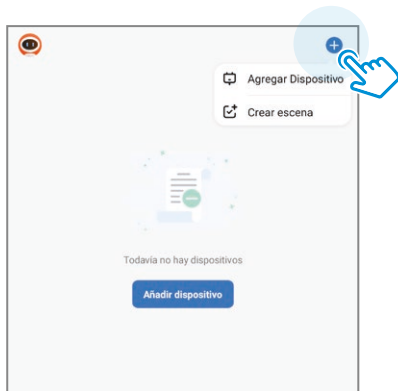 Agregar Dispositivo
Crear escena
Todavía no hay dispositivos
Añadir dispositivo